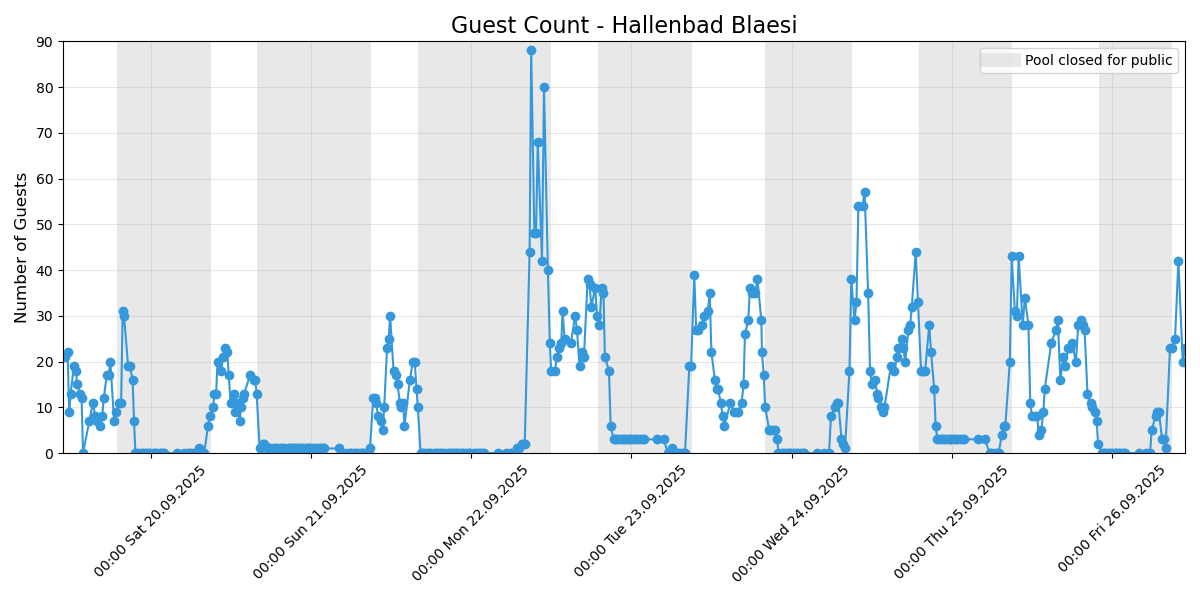 Guest Count - Hallenbad Blaesi
Pool closed for public
Number of Guests
90
80
70
60
50
40
30
20
10
0
00:00 Sat 20.09.2025
00:00 Sun 21.09.2025
00:00 Mon 22.09.2025
00:00 Tue 23.09.2025
00:00 Wed 24.09.2025
00:00 Thu 25.09.2025
00:00 Fri 26.09.2025